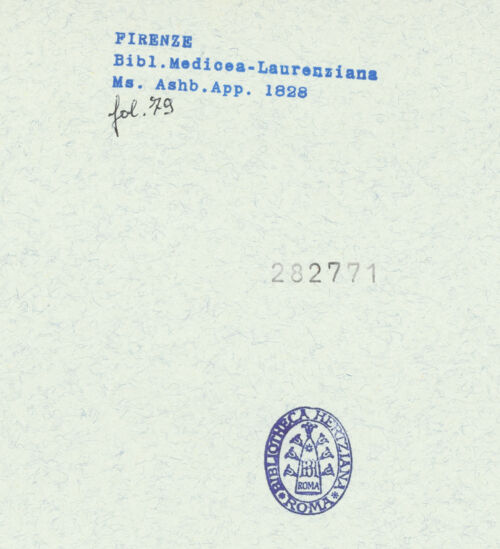 FIRENZE
Bibl.Medicea-Laurenziana
Ms. Ashb.App. 1828
fol. 79
282771
BIBLIOTHECA HERTZIANA
ROMA
ROMA